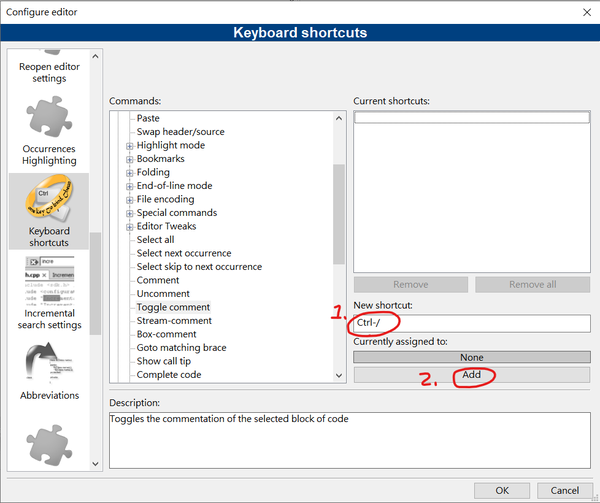 Configure editor
Keyboard shortcuts
Reopen editor
settings
Occurrences
Highlighting
Ctrl
Keyboard
shortcuts
incre
h.cpp
Increment
Incremental
search settings
Abbreviations
Commands:
Paste
Swap header/source
Highlight mode
Bookmarks
Folding
End-of-line mode
File encoding
Special commands
Editor Tweaks
Select all
Select next occurrence
Select skip to next occurrence
Comment
Uncomment
Toggle comment
Stream-comment
Box-comment
Goto matching brace
Show call tip
Complete code
Current shortcuts:
Remove
Remove all
New shortcut:
1.
Ctrl-/
Currently assigned to:
None
2.
Add
Description:
Toggles the commentation of the selected block of code
OK
Cancel